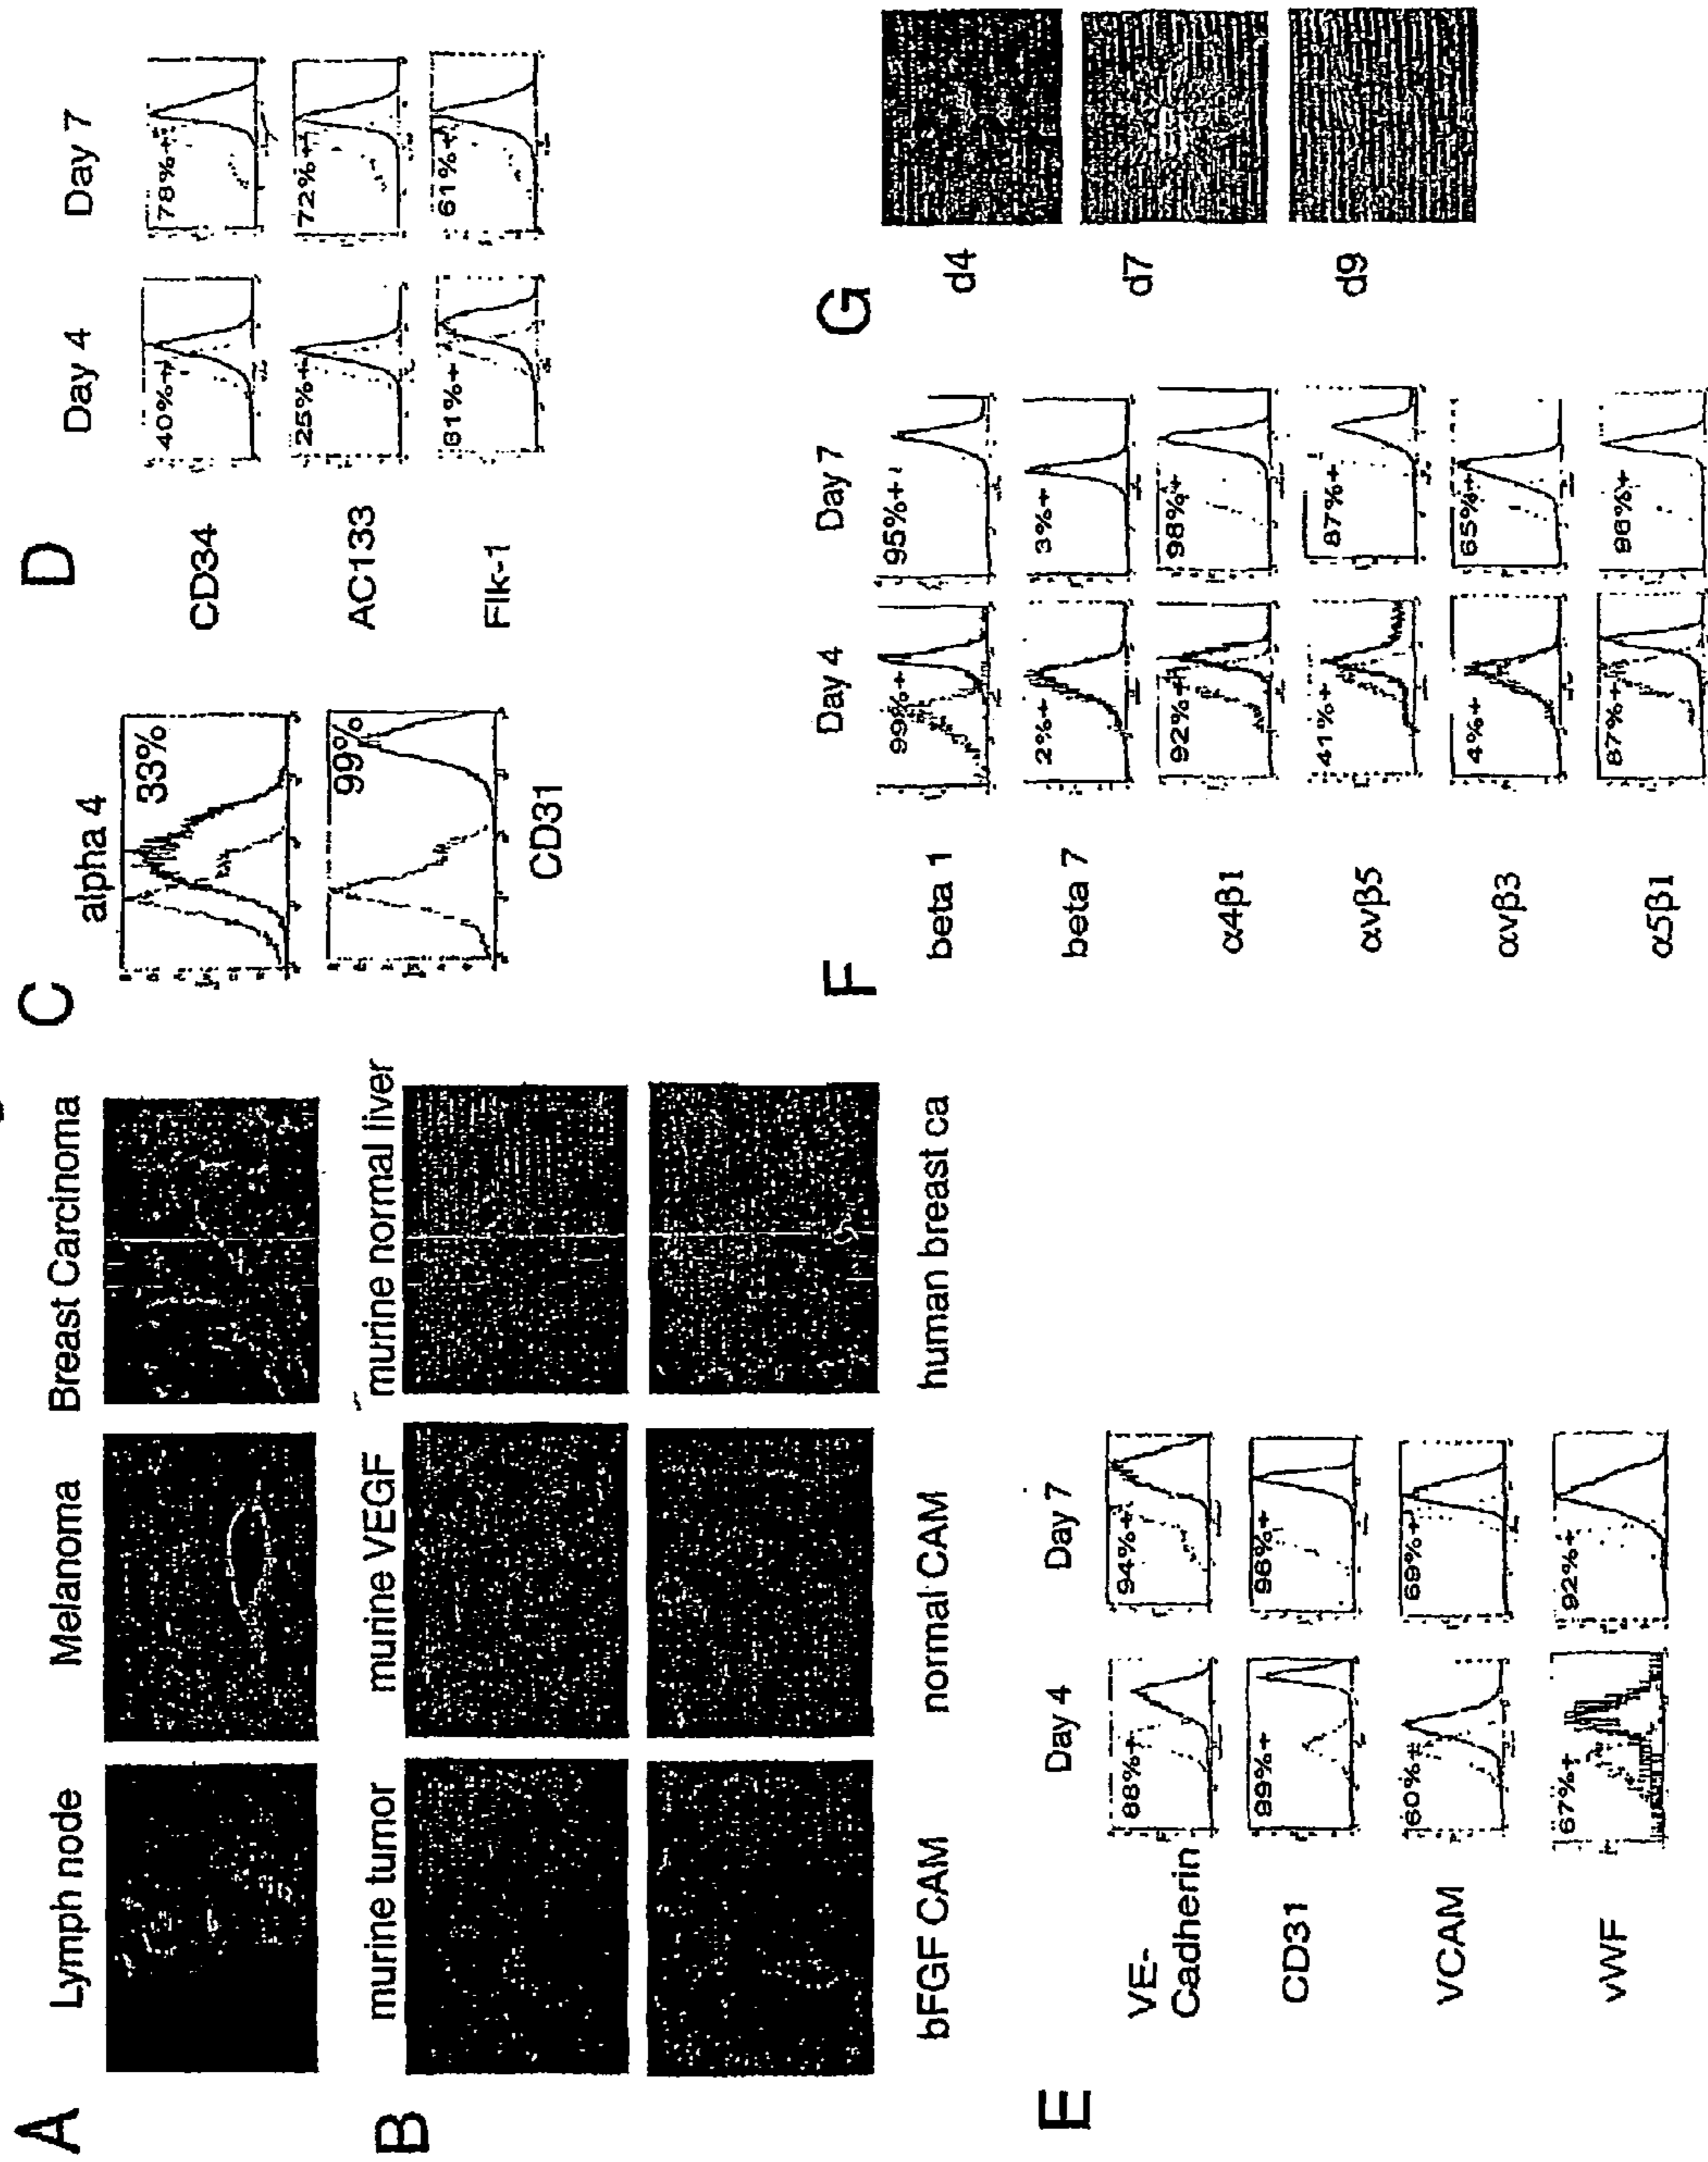 A
Lymph node Melanoma Breast Carcinoma
B
murine tumor murine VEGF murine normal liver
bFGF CAM normal CAM human breast ca
C
alpha 4
33%
99%
CD31
D
Day 4 Day 7
CD34 40%+ 78%+
AC133 25%+ 72%+
Flk-1 81%+ 61%+
E
Day 4 Day 7
VE-
Cadherin 88%+ 94%+
CD31 99%+ 98%+
VCAM 60%+ 69%+
vWF 67%+ 92%+
F
Day 4 Day 7
beta 1 99%+ 95%+
beta 7 2%+ 3%+
α4β1 92%+ 98%+
αvβ5 41%+ 87%+
αvβ3 4%+ 65%+
α5β1 87%+ 96%+
G
d4
d7
d9